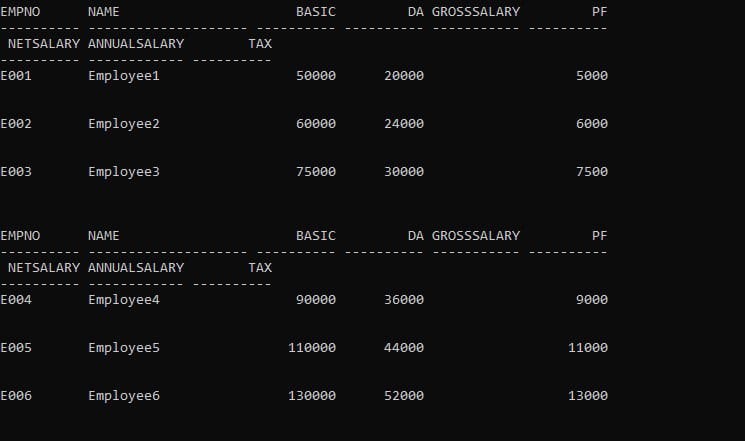 EMPNO      NAME                      BASIC         DA GROSSSALARY         PF
---------- -------------------- ---------- ---------- ----------- ----------
 NETSALARY ANNUALSALARY        TAX
---------- ------------ ----------
E001       Employee1                 50000      20000                   5000
E002       Employee2                 60000      24000                   6000
E003       Employee3                 75000      30000                   7500
EMPNO      NAME                      BASIC         DA GROSSSALARY         PF
---------- -------------------- ---------- ---------- ----------- ----------
 NETSALARY ANNUALSALARY        TAX
---------- ------------ ----------
E004       Employee4                 90000      36000                   9000
E005       Employee5                110000      44000                  11000
E006       Employee6                130000      52000                  13000